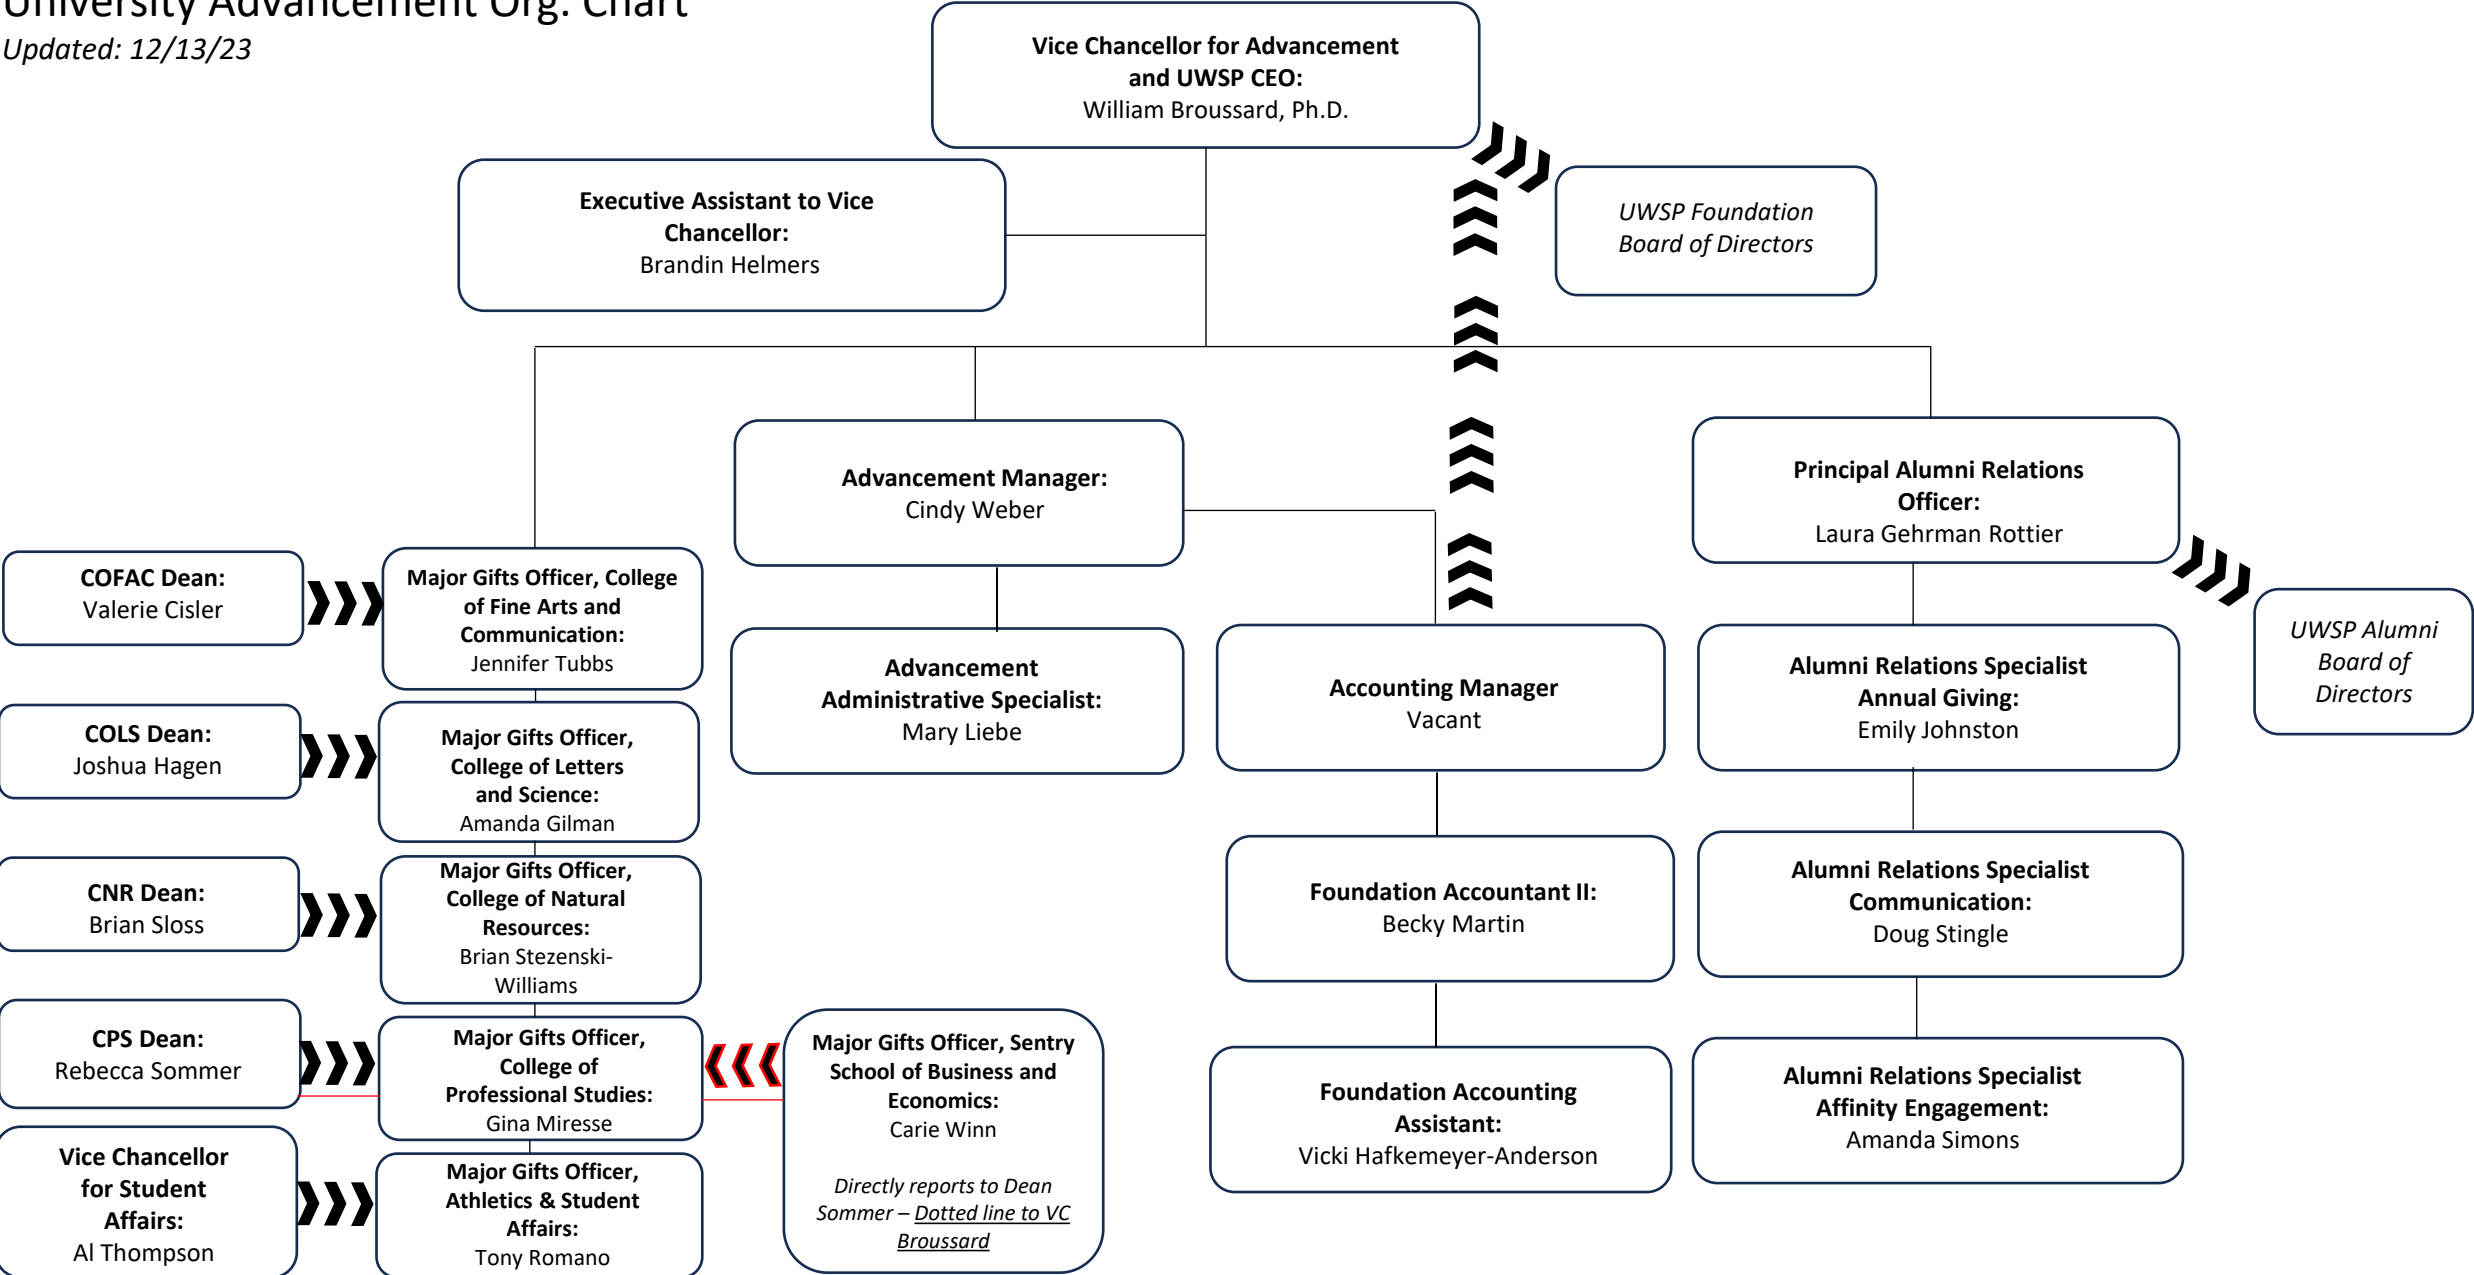 University Advancement Org. Chart
Updated: 12/13/23
Vice Chancellor for Advancement
and UWSP CEO:
William Broussard, Ph.D.
Executive Assistant to Vice
Chancellor:
Brandin Helmers
UWSP Foundation
Board of Directors
Advancement Manager:
Cindy Weber
Principal Alumni Relations
Officer:
Laura Gehrman Rottier
COFAC Dean:
Valerie Cisler
Major Gifts Officer, College
of Fine Arts and
Communication:
Jennifer Tubbs
Advancement
Administrative Specialist:
Mary Liebe
Accounting Manager
Vacant
Alumni Relations Specialist
Annual Giving:
Emily Johnston
UWSP Alumni
Board of
Directors
COLS Dean:
Joshua Hagen
Major Gifts Officer,
College of Letters
and Science:
Amanda Gilman
CNR Dean:
Brian Sloss
Major Gifts Officer,
College of Natural
Resources:
Brian Stezenski-
Williams
Foundation Accountant II:
Becky Martin
Alumni Relations Specialist
Communication:
Doug Stingle
CPS Dean:
Rebecca Sommer
Major Gifts Officer,
College of
Professional Studies:
Gina Miresse
Major Gifts Officer, Sentry
School of Business and
Economics:
Carie Winn
Directly reports to Dean
Sommer – Dotted line to VC
Broussard
Foundation Accounting
Assistant:
Vicki Hafkemeyer-Anderson
Alumni Relations Specialist
Affinity Engagement:
Amanda Simons
Vice Chancellor
for Student
Affairs:
Al Thompson
Major Gifts Officer,
Athletics & Student
Affairs:
Tony Romano